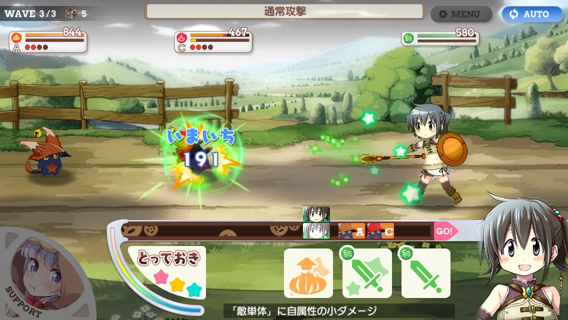 WAVE 3/3
5
通常攻撃
MENU
AUTO
844
A
467
C
580
いまいち
191
A
C
GO!
とっておき
SUPPORT
「敵単体」に自属性の小ダメージ